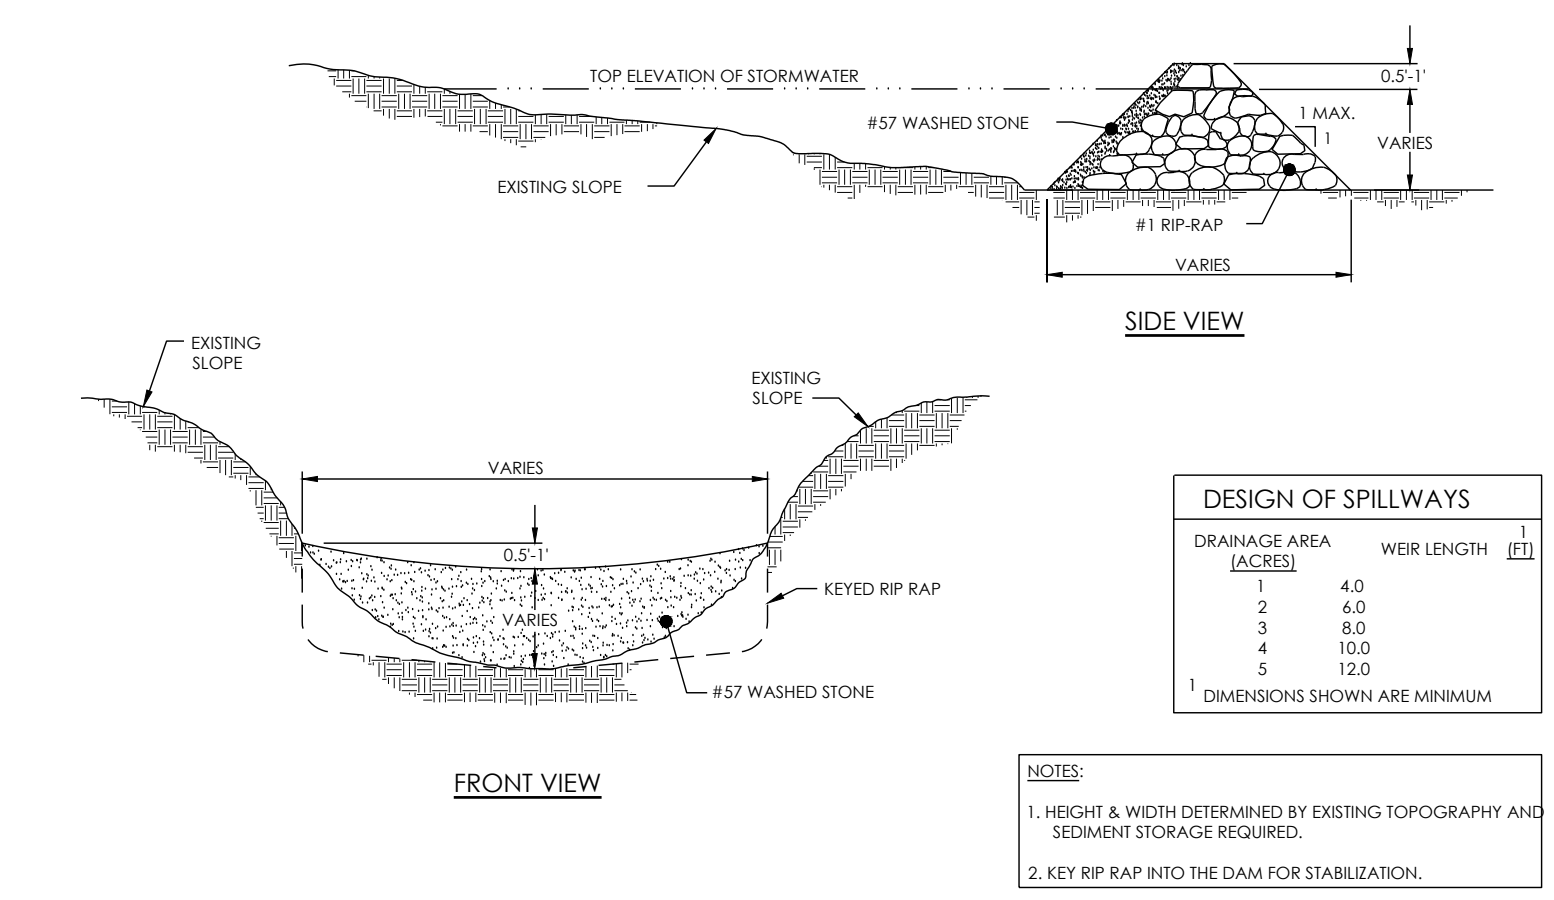 TOP ELEVATION OF STORMWATER
0.5'-1'
#57 WASHED STONE
1 MAX.
1
VARIES
EXISTING SLOPE
#1 RIP-RAP
VARIES
SIDE VIEW
EXISTING
SLOPE
EXISTING
SLOPE
VARIES
0.5'-1'
KEYED RIP RAP
VARIES
#57 WASHED STONE
FRONT VIEW
DESIGN OF SPILLWAYS
DRAINAGE AREA
(ACRES)
WEIR LENGTH
1
(FT)
1 4.0
2 6.0
3 8.0
4 10.0
5 12.0
1
DIMENSIONS SHOWN ARE MINIMUM
NOTES:
1. HEIGHT & WIDTH DETERMINED BY EXISTING TOPOGRAPHY AND
SEDIMENT STORAGE REQUIRED.
2. KEY RIP RAP INTO THE DAM FOR STABILIZATION.